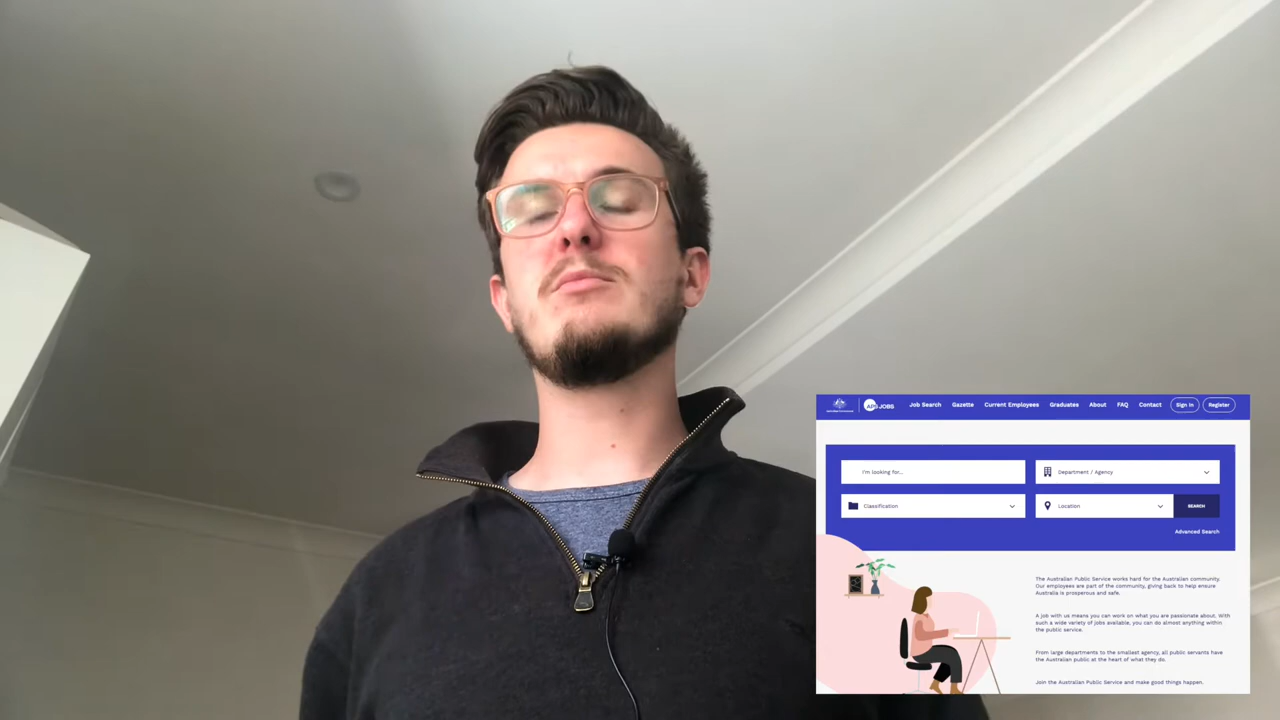 APS JOBS
Job Search
Gazette
Current Employees
Graduates
About
FAQ
Contact
Sign In
Register
I'm looking for...
Department / Agency
Classification
Location
SEARCH
Advanced Search
The Australian Public Service works hard for the Australian community.
Our employees are part of the community, giving back to help ensure
Australia is prosperous and safe.
A job with us means you can work on what you are passionate about. With
such a wide variety of jobs available, you can do almost anything within
the public service.
From large departments to the smallest agency, all public servants have
the Australian public at the heart of what they do.
Join the Australian Public Service and make good things happen.